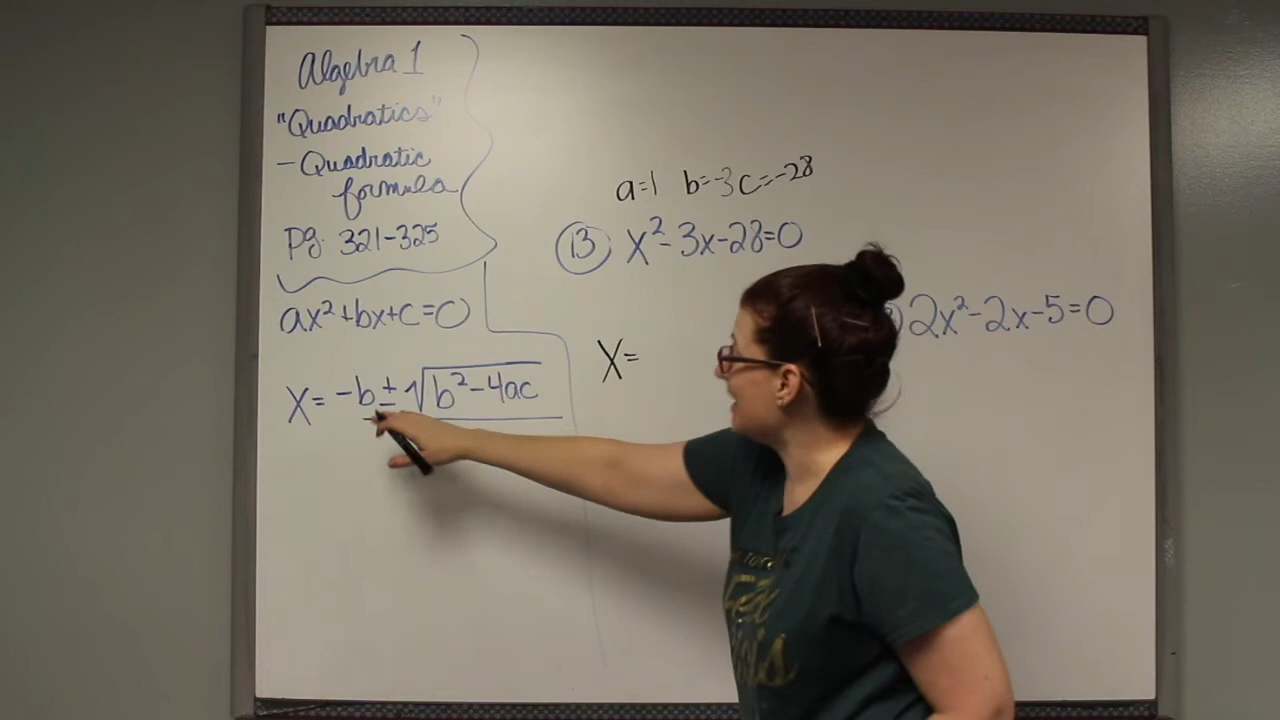 Algebra 1
"Quadratics"
- Quadratic
formula
Pg. 321-325
ax²+bx+c=0
X= -b ± √b²-4ac
a=1 b=-3 c=-28
13 x²-3x-28=0
X=
2x²-2x-5=0